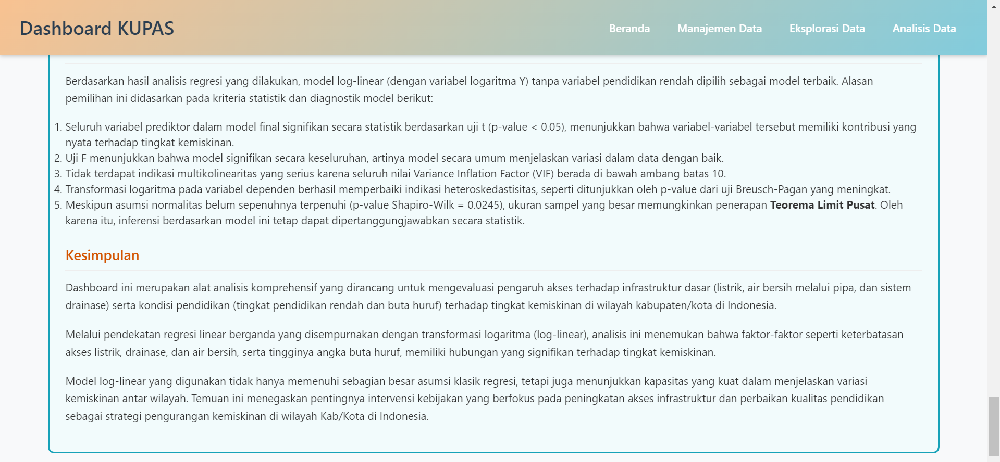 Dashboard KUPAS
Beranda
Manajemen Data
Eksplorasi Data
Analisis Data
Berdasarkan hasil analisis regresi yang dilakukan, model log-linear (dengan variabel logaritma Y) tanpa variabel pendidikan rendah dipilih sebagai model terbaik. Alasan
pemilihan ini didasarkan pada kriteria statistik dan diagnostik model berikut:
1. Seluruh variabel prediktor dalam model final signifikan secara statistik berdasarkan uji t (p-value < 0.05), menunjukkan bahwa variabel-variabel tersebut memiliki kontribusi yang
nyata terhadap tingkat kemiskinan.
2. Uji F menunjukkan bahwa model signifikan secara keseluruhan, artinya model secara umum menjelaskan variasi dalam data dengan baik.
3. Tidak terdapat indikasi multikolinearitas yang serius karena seluruh nilai Variance Inflation Factor (VIF) berada di bawah ambang batas 10.
4. Transformasi logaritma pada variabel dependen berhasil memperbaiki indikasi heteroskedastisitas, seperti ditunjukkan oleh p-value dari uji Breusch-Pagan yang meningkat.
5. Meskipun asumsi normalitas belum sepenuhnya terpenuhi (p-value Shapiro-Wilk = 0.0245), ukuran sampel yang besar memungkinkan penerapan Teorema Limit Pusat. Oleh
karena itu, inferensi berdasarkan model ini tetap dapat dipertanggungjawabkan secara statistik.
Kesimpulan
Dashboard ini merupakan alat analisis komprehensif yang dirancang untuk mengevaluasi pengaruh akses terhadap infrastruktur dasar (listrik, air bersih melalui pipa, dan sistem
drainase) serta kondisi pendidikan (tingkat pendidikan rendah dan buta huruf) terhadap tingkat kemiskinan di wilayah kabupaten/kota di Indonesia.
Melalui pendekatan regresi linear berganda yang disempurnakan dengan transformasi logaritma (log-linear), analisis ini menemukan bahwa faktor-faktor seperti keterbatasan
akses listrik, drainase, dan air bersih, serta tingginya angka buta huruf, memiliki hubungan yang signifikan terhadap tingkat kemiskinan.
Model log-linear yang digunakan tidak hanya memenuhi sebagian besar asumsi klasik regresi, tetapi juga menunjukkan kapasitas yang kuat dalam menjelaskan variasi
kemiskinan antar wilayah. Temuan ini menegaskan pentingnya intervensi kebijakan yang berfokus pada peningkatan akses infrastruktur dan perbaikan kualitas pendidikan
sebagai strategi pengurangan kemiskinan di wilayah Kab/Kota di Indonesia.